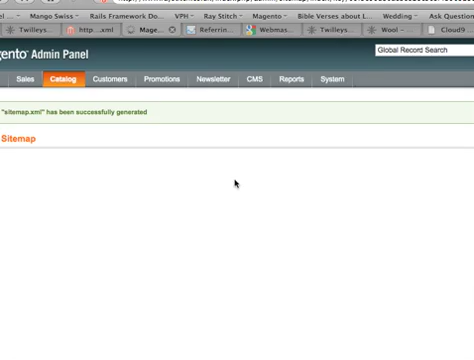 Mango Swiss Rails Framework Do... VPH Ray Stitch Magento Bible Verses about L... Wedding Ask Question
Twilleys... http:...xml Mage... Referrin... Webmas... Twilleys... Wool – ... Cloud9 ...
gento Admin Panel
Global Record Search
Sales Catalog Customers Promotions Newsletter CMS Reports System
"sitemap.xml" has been successfully generated
Sitemap